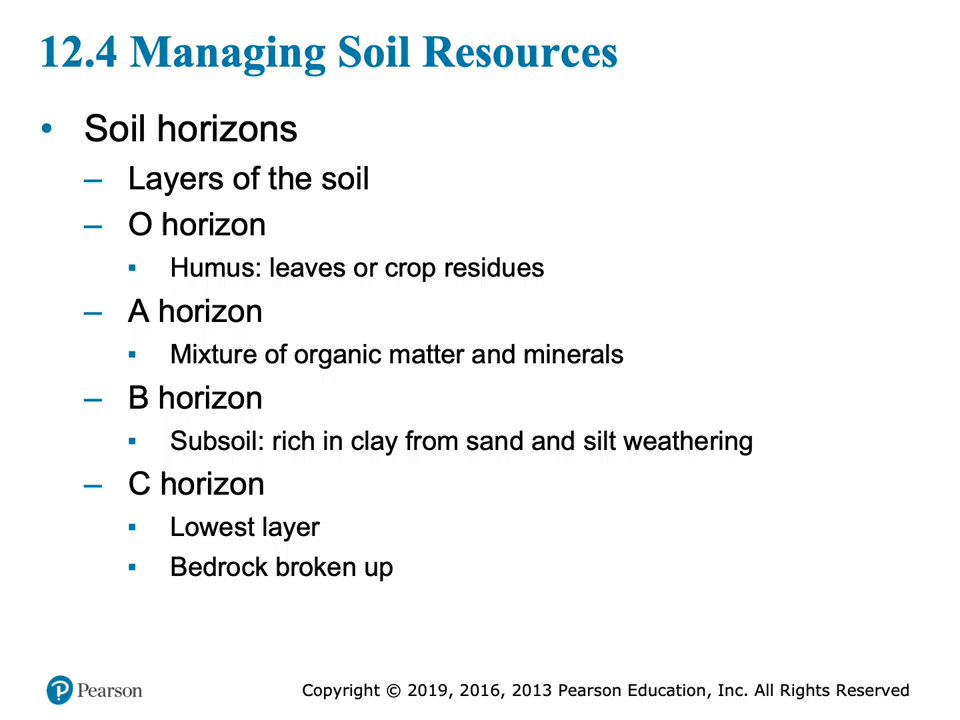 12.4 Managing Soil Resources
• Soil horizons
– Layers of the soil
– O horizon
▪ Humus: leaves or crop residues
– A horizon
▪ Mixture of organic matter and minerals
– B horizon
▪ Subsoil: rich in clay from sand and silt weathering
– C horizon
▪ Lowest layer
▪ Bedrock broken up
Pearson
Copyright © 2019, 2016, 2013 Pearson Education, Inc. All Rights Reserved